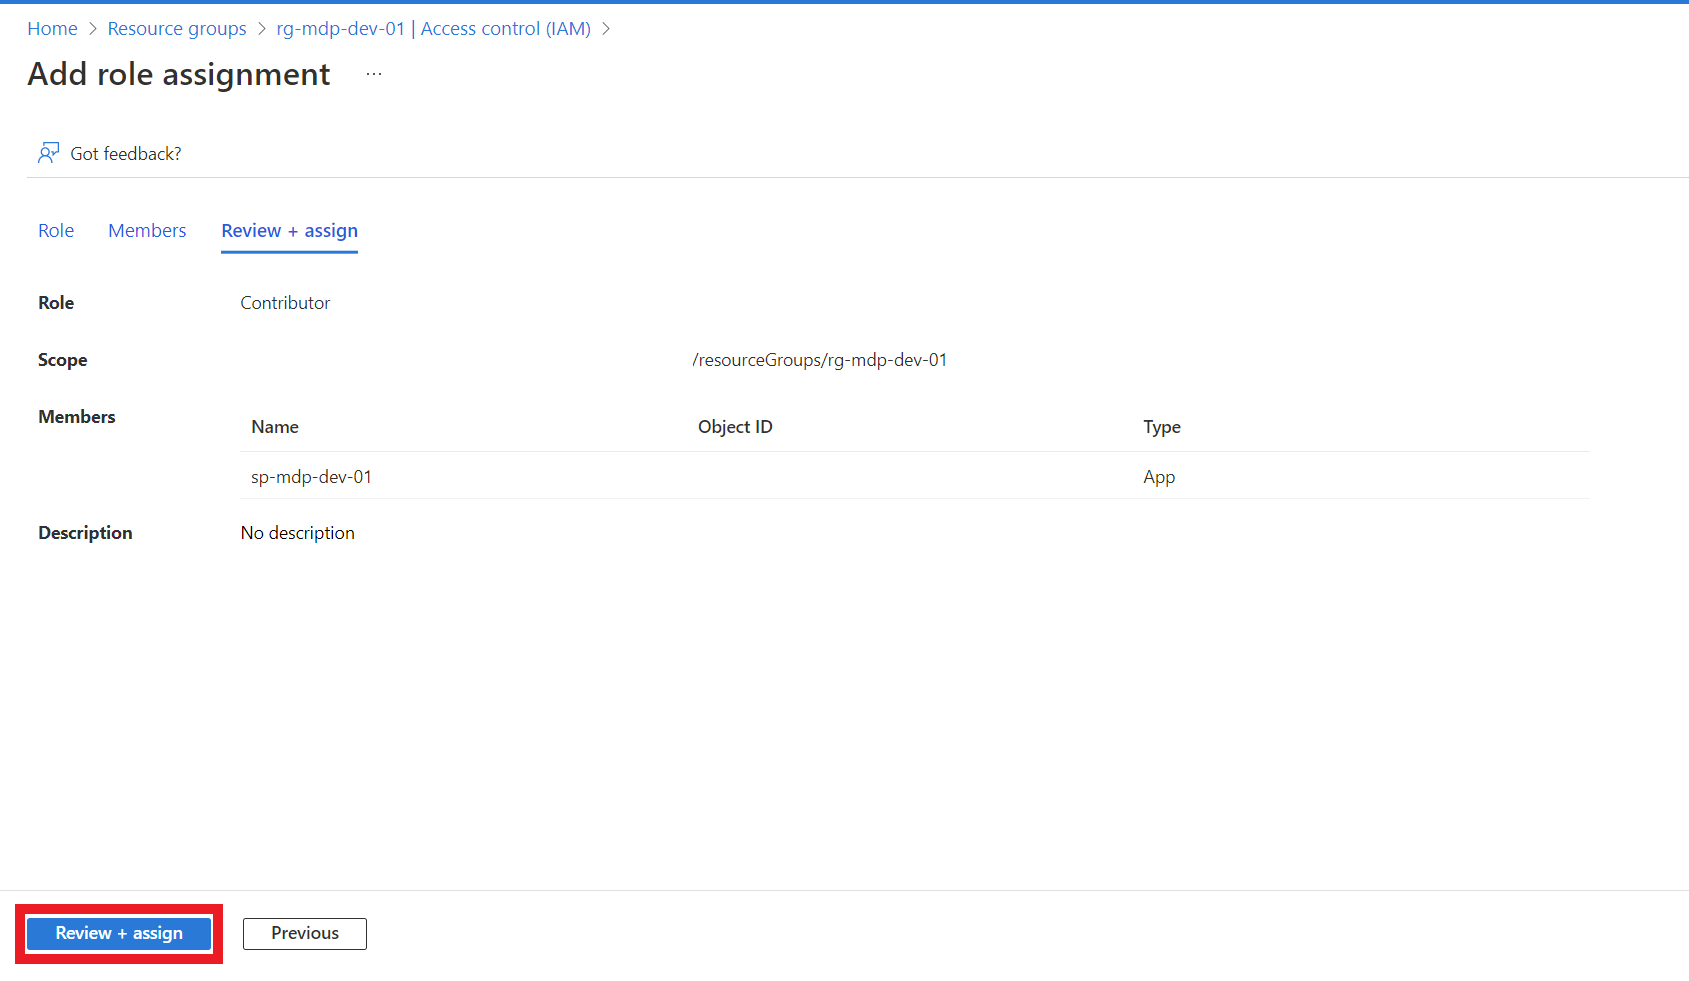 Home > Resource groups > rg-mdp-dev-01 | Access control (IAM) >
Add role assignment ...
Got feedback?
Role Members Review + assign
Role Contributor
Scope /resourceGroups/rg-mdp-dev-01
Members
Name Object ID Type
sp-mdp-dev-01 App
Description No description
Review + assign Previous